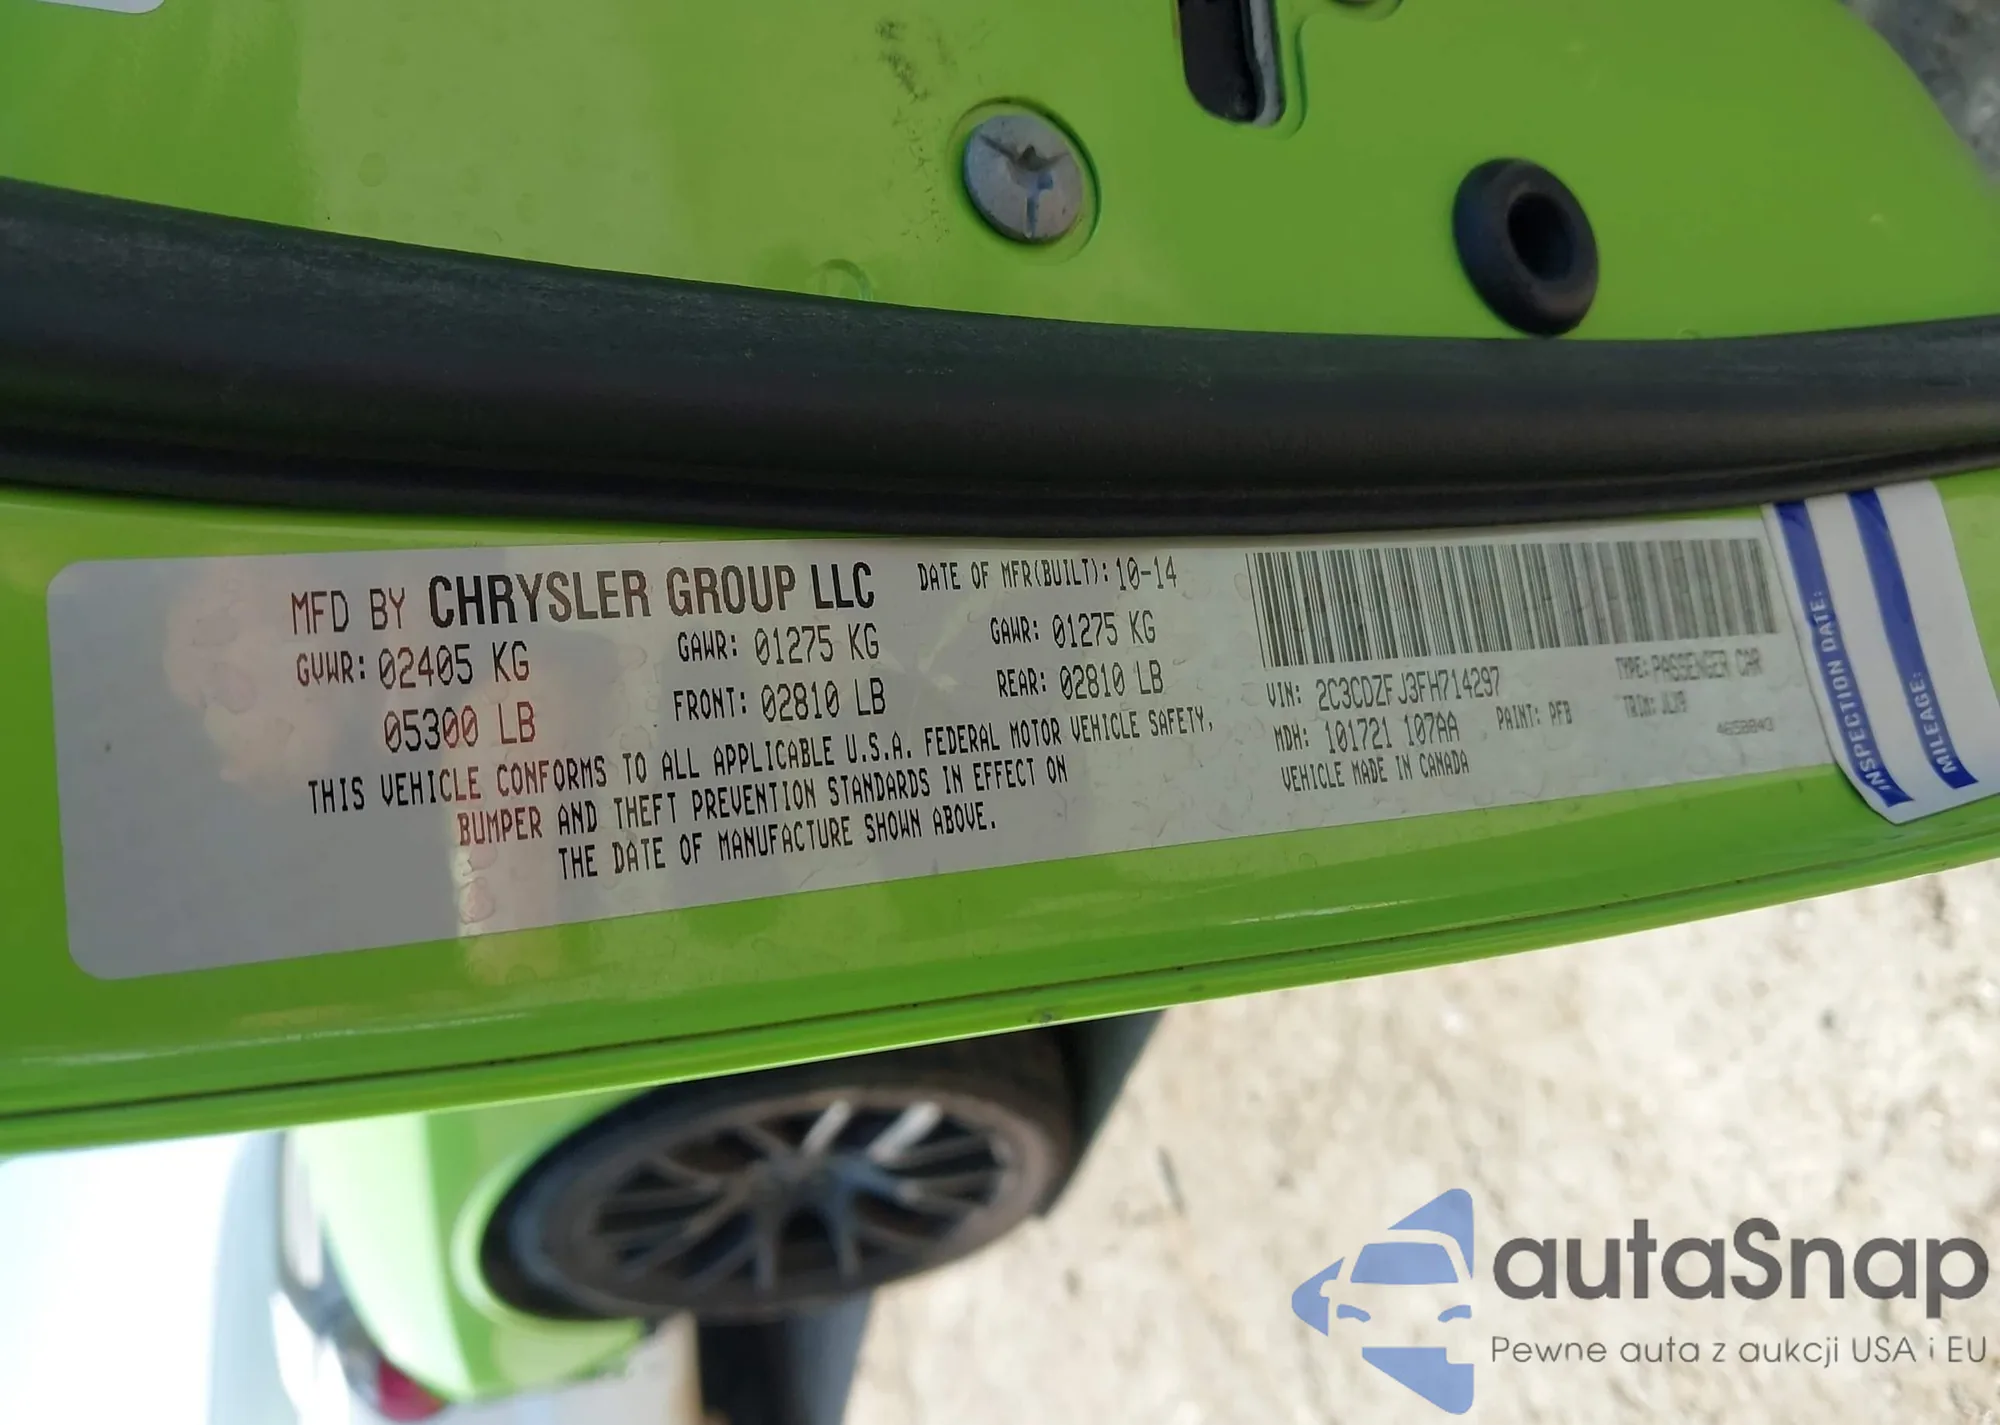 MFD BY CHRYSLER GROUP LLC
DATE OF MFR(BUILT): 10-14
GVWR: 02405 KG
05300 LB
GAWR: 01275 KG
FRONT: 02810 LB
GAWR: 01275 KG
REAR: 02810 LB
THIS VEHICLE CONFORMS TO ALL APPLICABLE U.S.A. FEDERAL MOTOR VEHICLE SAFETY,
BUMPER AND THEFT PREVENTION STANDARDS IN EFFECT ON
THE DATE OF MANUFACTURE SHOWN ABOVE.
VIN: 2C3CDZFJ3FH714297
TYPE: PASSENGER CAR
MDH: 101721 107AA
PAINT: PFB
TRIM: JLX9
VEHICLE MADE IN CANADA
INSPECTION DATE:
MILEAGE:
autaSnap
Pewne auta z aukcji USA i EU